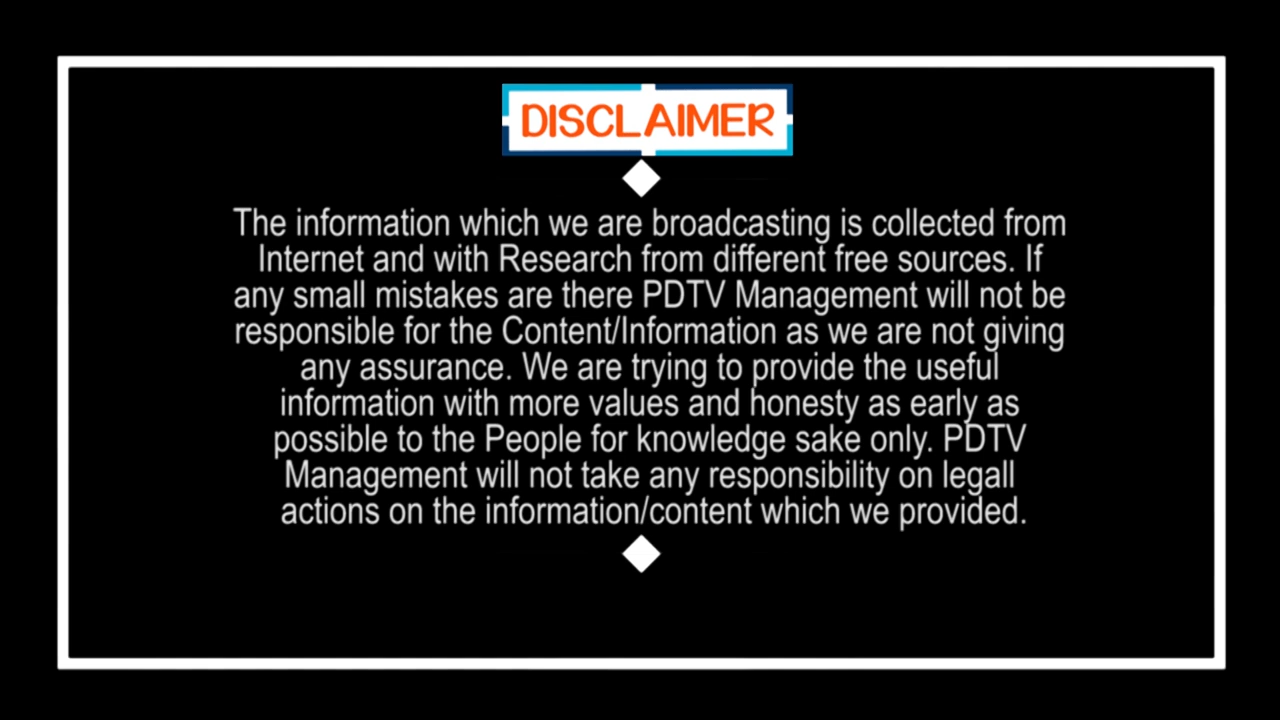 DISCLAIMER
The information which we are broadcasting is collected from
Internet and with Research from different free sources. If
any small mistakes are there PDTV Management will not be
responsible for the Content/Information as we are not giving
any assurance. We are trying to provide the useful
information with more values and honesty as early as
possible to the People for knowledge sake only. PDTV
Management will not take any responsibility on legall
actions on the information/content which we provided.